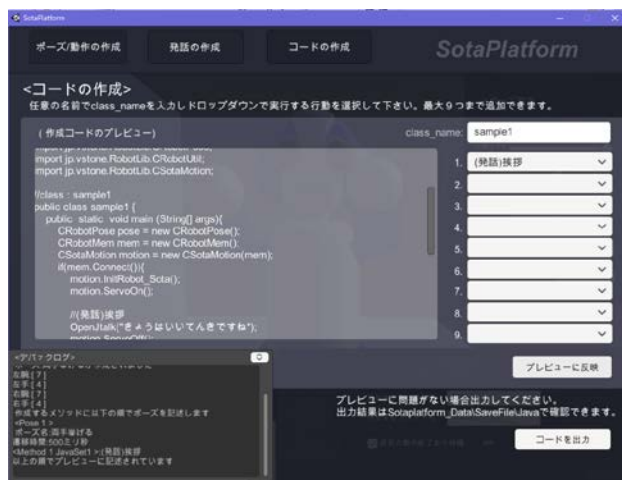 SotaPlatform
ポーズ/動作の作成
発話の作成
コードの作成
SotaPlatform
<コードの作成>
任意の名前でclass_nameを入力しドロップダウンで実行する行動を選択して下さい。最大９つまで追加できます。
(作成コードのプレビュー)
class_name:
sample1
import jp.vstone.RobotLib.CRobotUtil;
import jp.vstone.RobotLib.CSotaMotion;
//class : sample1
public class sample1 {
public static void main (String[] args){
CRobotPose pose = new CRobotPose();
CRobotMem mem = new CRobotMem();
CSotaMotion motion = new CSotaMotion(mem);
if(mem.Connect()){
motion.InitRobot_Sota();
motion.ServoOn();
//(発話)挨拶
OpenJtalk("きょうはいいてんきですね");
motion.ServoOff();
1.
(発話)挨拶
2.
3.
4.
5.
6.
7.
8.
9.
プレビューに反映
<デバックログ>
左腕[7]
左手[4]
右腕[7]
右手[4]
作成するメソッドに以下の順でポーズを記述します
<Pose 1 >
ポーズ名:両手挙げる
遷移時間:500ミリ秒
<Method 1 JavaSet1 >:(発話)挨拶
以上の順でプレビューに記述されています
プレビューに問題がない場合
出力してください。
出力結果はSotaplatform_Data\SaveFile\Javaで確認できます。
コードを出力